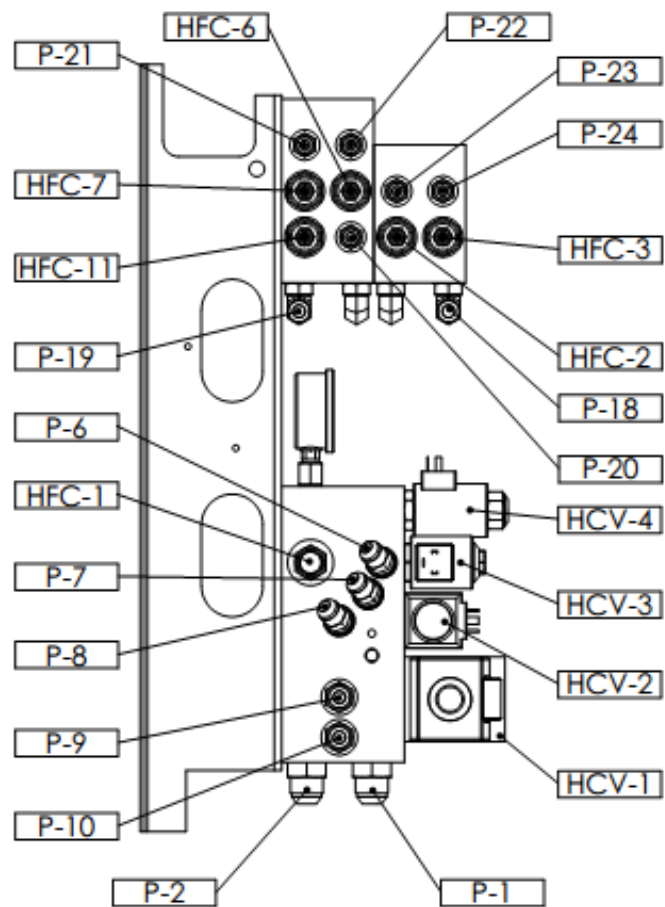 HFC-6
P-22
P-21
P-23
P-24
HFC-7
HFC-11
HFC-3
P-19
HFC-2
P-18
P-6
P-20
HFC-1
HCV-4
P-7
HCV-3
P-8
HCV-2
P-9
HCV-1
P-10
P-2
P-1